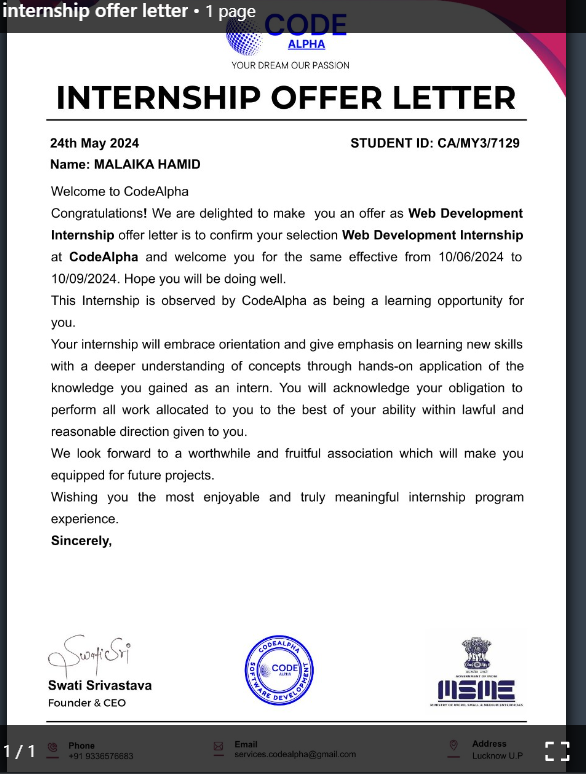 internship offer letter • 1 page
CODE
ALPHA
YOUR DREAM OUR PASSION
INTERNSHIP OFFER LETTER
24th May 2024 STUDENT ID: CA/MY3/7129
Name: MALAIKA HAMID
Welcome to CodeAlpha
Congratulations! We are delighted to make you an offer as Web Development
Internship offer letter is to confirm your selection Web Development Internship
at CodeAlpha and welcome you for the same effective from 10/06/2024 to
10/09/2024. Hope you will be doing well.
This Internship is observed by CodeAlpha as being a learning opportunity for
you.
Your internship will embrace orientation and give emphasis on learning new skills
with a deeper understanding of concepts through hands-on application of the
knowledge you gained as an intern. You will acknowledge your obligation to
perform all work allocated to you to the best of your ability within lawful and
reasonable direction given to you.
We look forward to a worthwhile and fruitful association which will make you
equipped for future projects.
Wishing you the most enjoyable and truly meaningful internship program
experience.
Sincerely,
Swati Sri
Swati Srivastava
Founder & CEO
CODEALPHA
CODE
ALPHA
SOFTWARE DEVELOPMENT
MSME
1 / 1
Phone
+91 9336576683
Email
services.codealpha@gmail.com
Address
Lucknow U.P